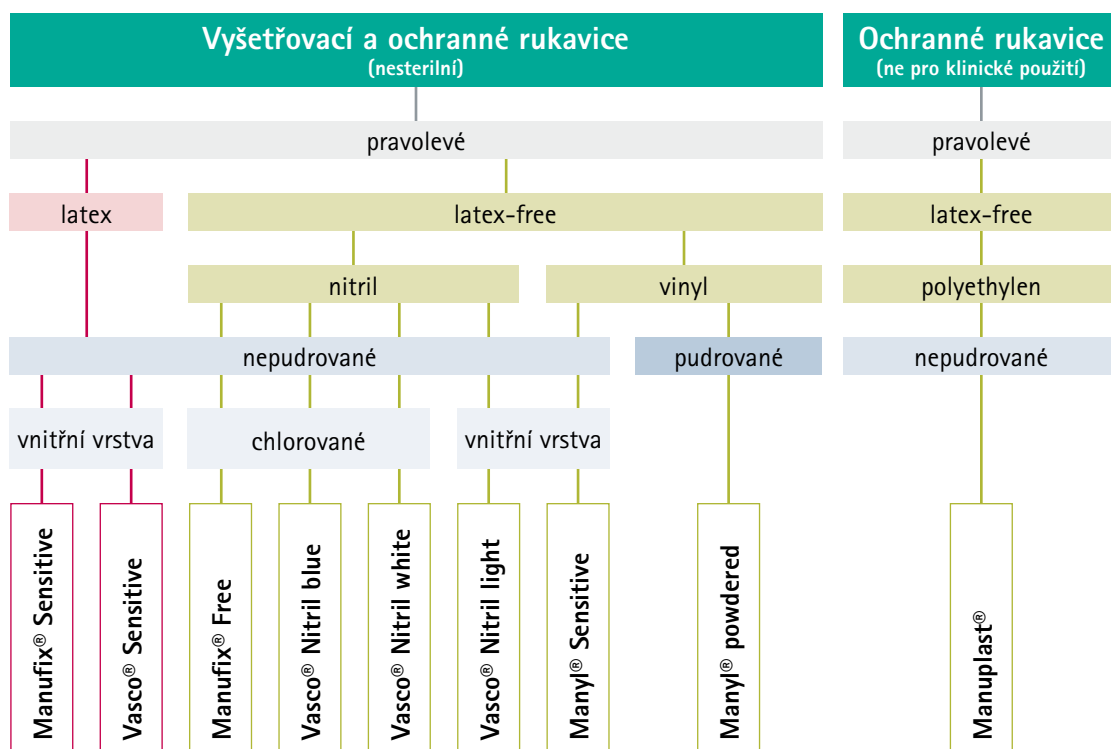 Vyšetřovací a ochranné rukavice
(nesterilní)
Ochranné rukavice
(ne pro klinické použití)
pravolevé
pravolevé
latex
latex-free
latex-free
nitril
vinyl
polyethylen
nepudrované
pudrované
nepudrované
vnitřní vrstva
chlorované
vnitřní vrstva
Manufix® Sensitive
Vasco® Sensitive
Manufix® Free
Vasco® Nitril blue
Vasco® Nitril white
Vasco® Nitril light
Manyl® Sensitive
Manyl® powdered
Manuplast®